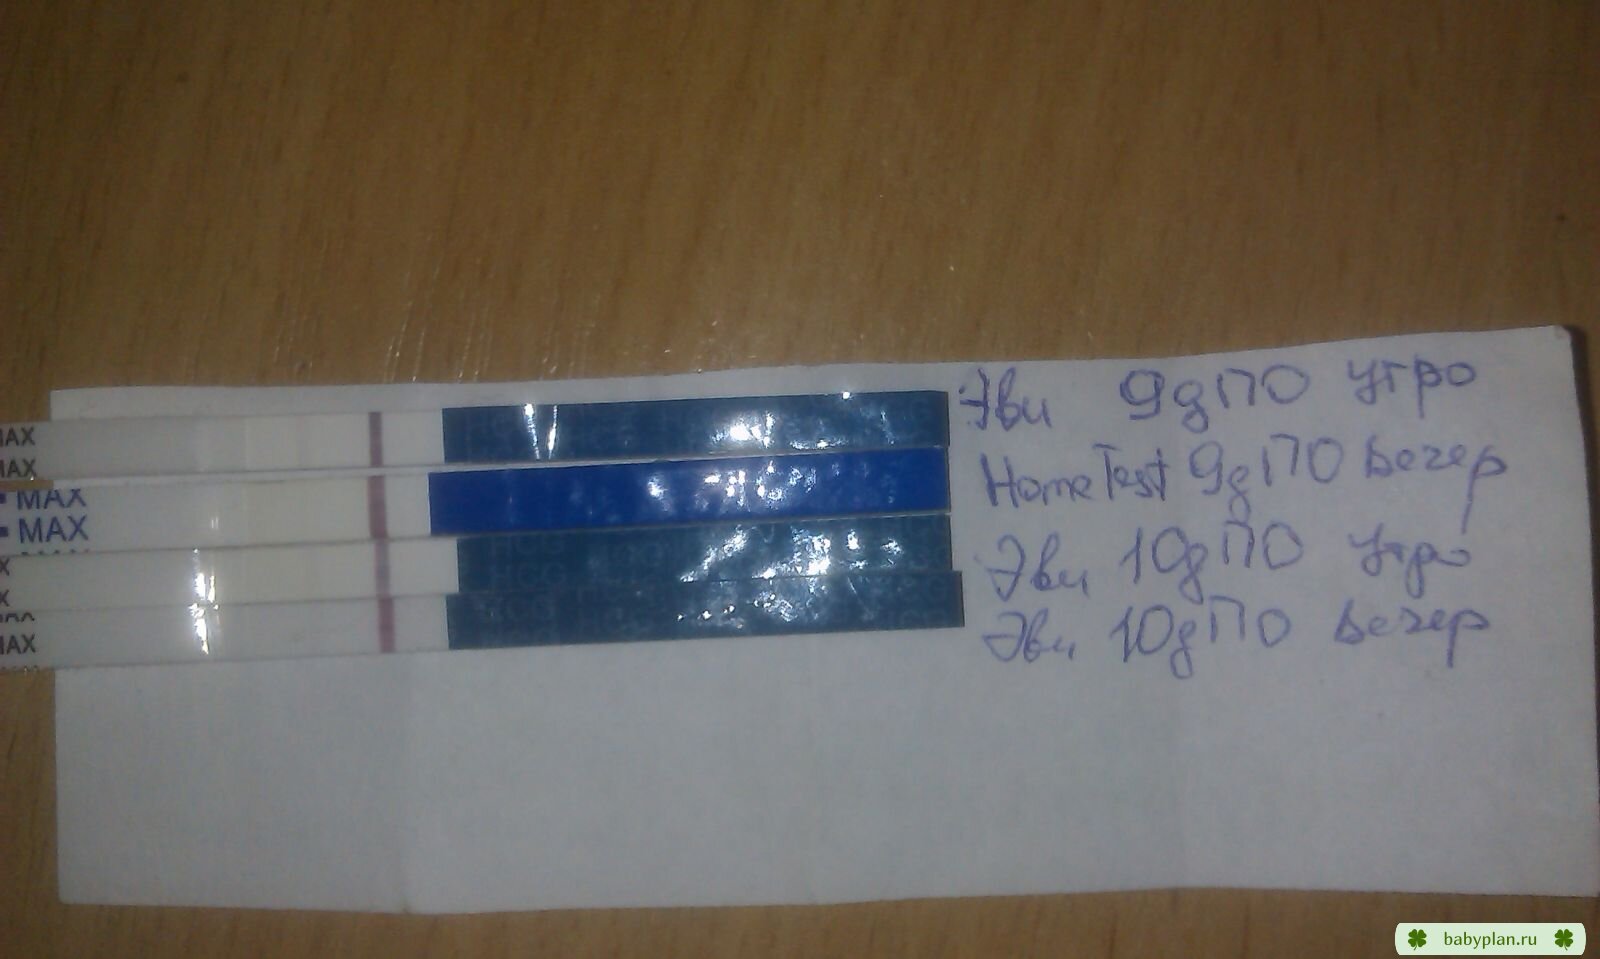 Эви 9дПО утро
HomeTest 9дПО вечер
Эви 10дПО утро
Эви 10дПО вечер
MAX
MAX
MAX
MAX
MAX
babyplan.ru